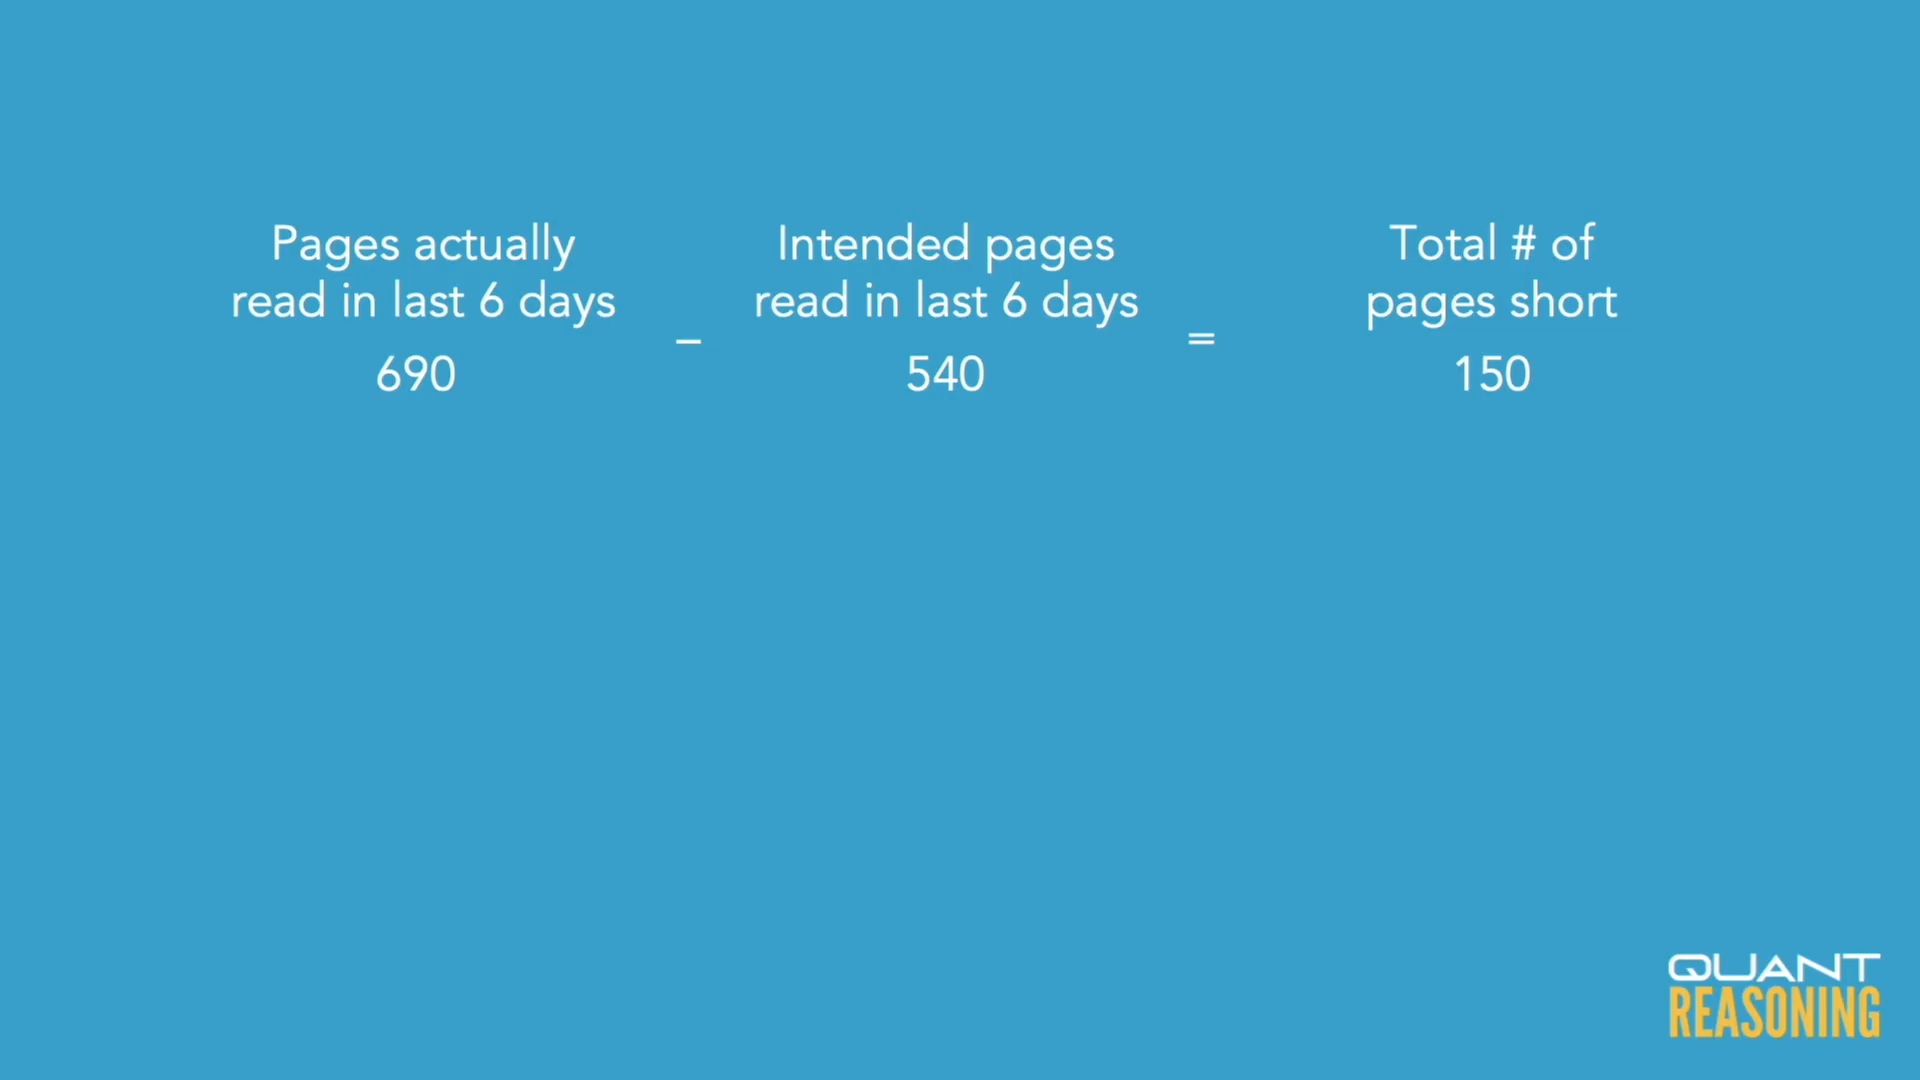 Pages actually
read in last 6 days
690
–
Intended pages
read in last 6 days
540
=
Total # of
pages short
150
QUANT
REASONING